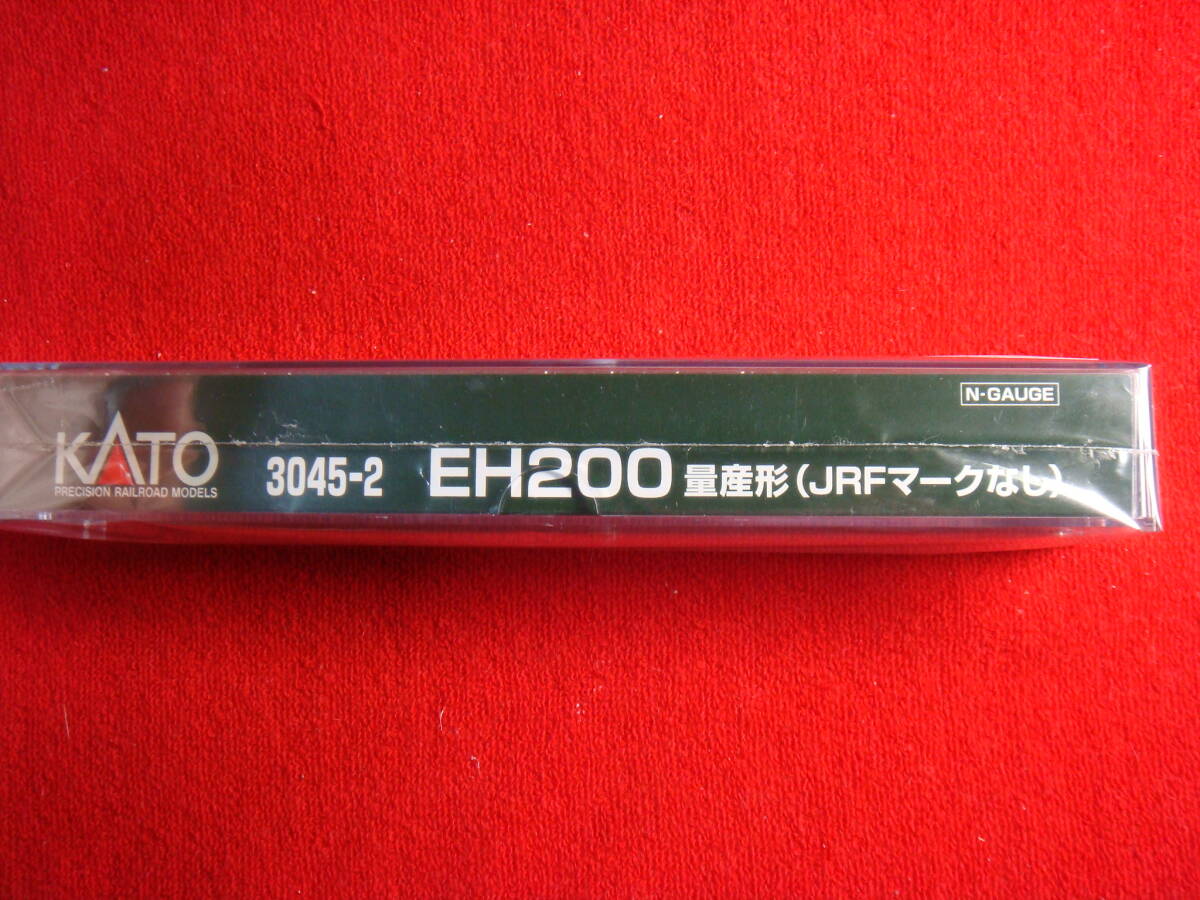 N-GAUGE
KATO
PRECISION RAILROAD MODELS
3045-2 EH200 量産形(JRFマークなし)